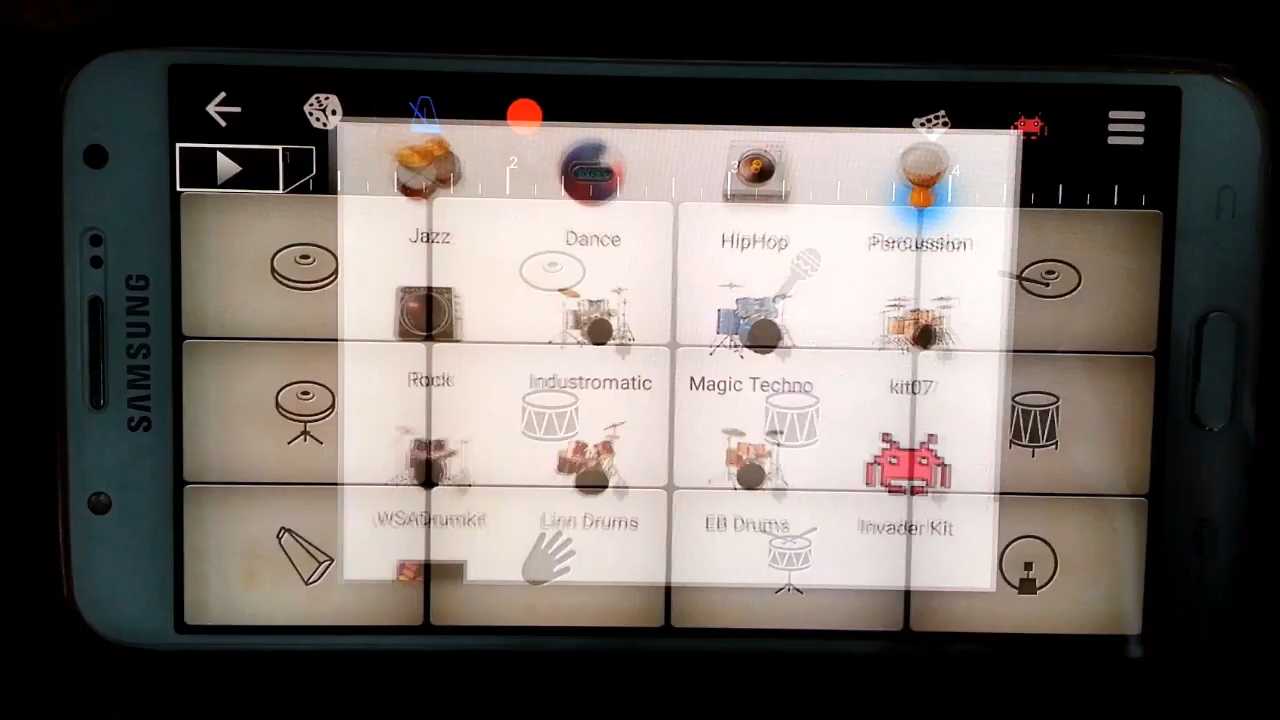 SAMSUNG
1
2
3
4
Jazz
Dance
HipHop
Percussion
Rock
Industromatic
Magic Techno
kit07
WSADrumkit
Linn Drums
EB Drums
Invader Kit